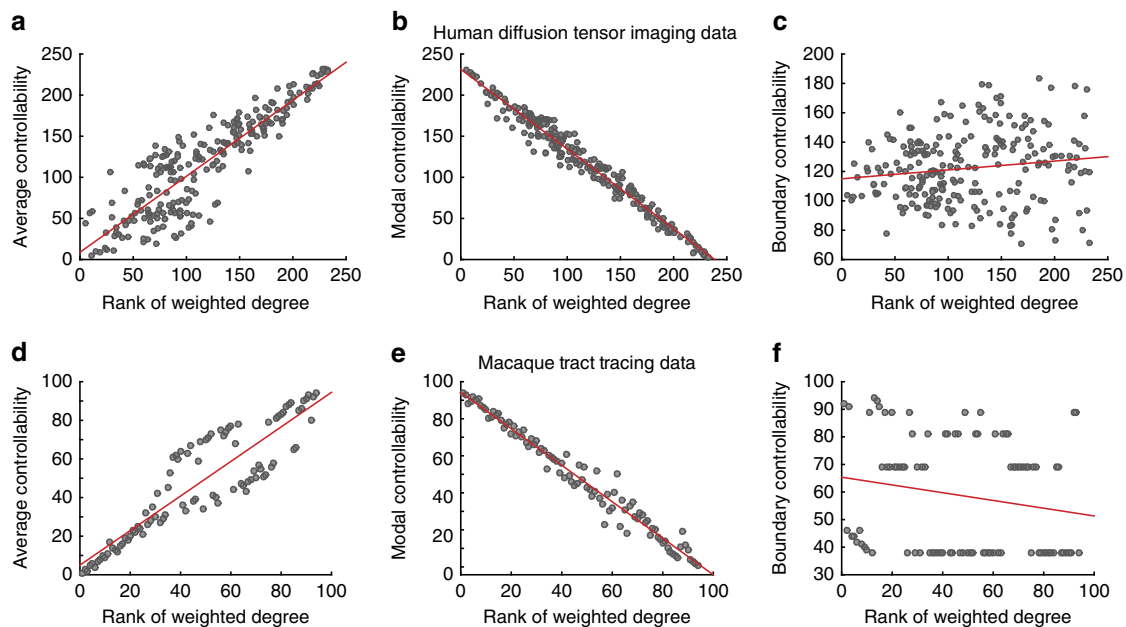 a
b
Human diffusion tensor imaging data
c
Average controllability
250
200
150
100
50
0
0 50 100 150 200 250
Rank of weighted degree
Modal controllability
250
200
150
100
50
0
0 50 100 150 200 250
Rank of weighted degree
Boundary controllability
200
180
160
140
120
100
80
60
0 50 100 150 200 250
Rank of weighted degree
d
e
Macaque tract tracing data
f
Average controllability
100
80
60
40
20
0
0 20 40 60 80 100
Rank of weighted degree
Modal controllability
100
80
60
40
20
0
0 20 40 60 80 100
Rank of weighted degree
Boundary controllability
100
90
80
70
60
50
40
30
0 20 40 60 80 100
Rank of weighted degree